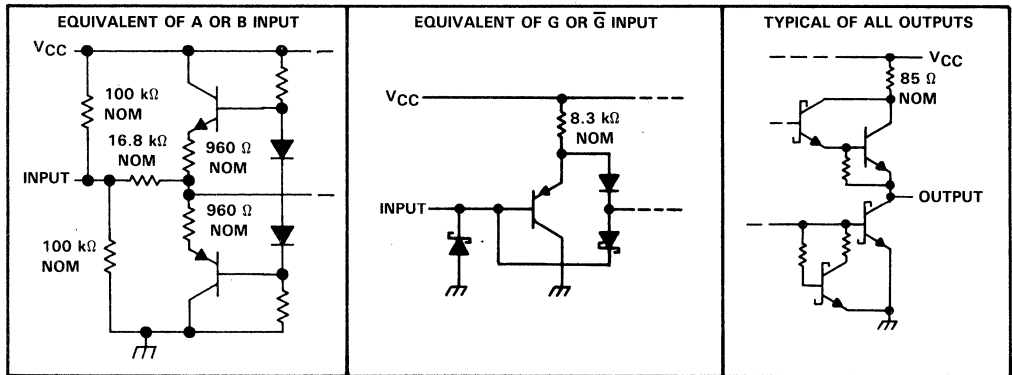 EQUIVALENT OF A OR B INPUT
VCC
100 kΩ
NOM
16.8 kΩ
NOM
960 Ω
NOM
INPUT
960 Ω
NOM
100 kΩ
NOM
EQUIVALENT OF G OR G̅ INPUT
VCC
8.3 kΩ
NOM
INPUT
TYPICAL OF ALL OUTPUTS
VCC
85 Ω
NOM
OUTPUT